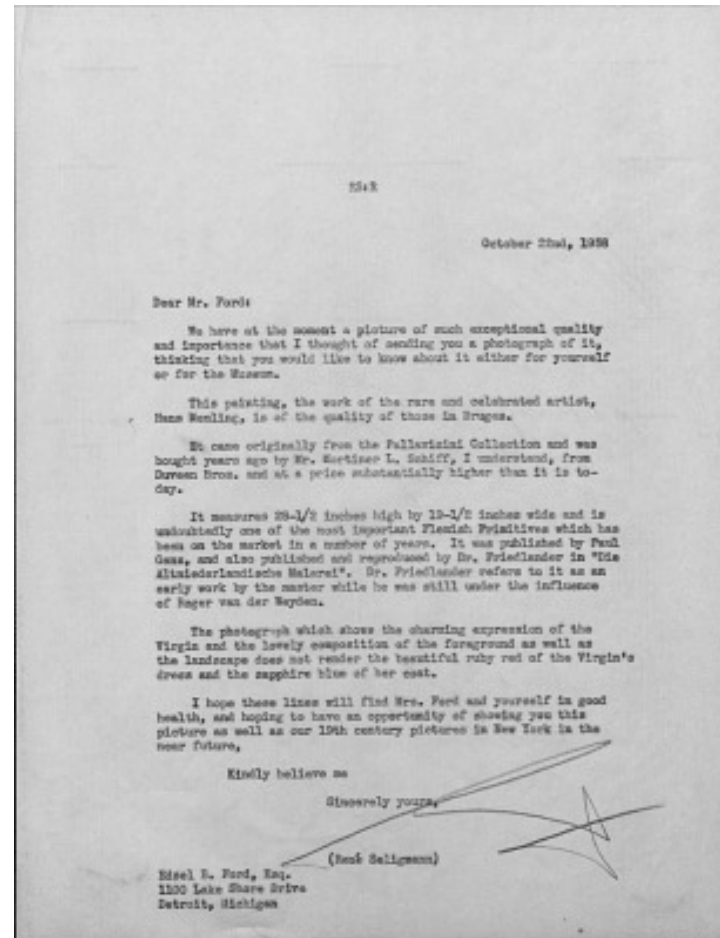 October 22nd, 1938
Dear Mr. Ford:
We have at the moment a picture of such exceptional quality
and importance that I thought of sending you a photograph of it,
thinking that you would like to know about it either for yourself
or for the Museum.
This painting, the work of the rare and celebrated artist,
Hans Memling, is of the quality of those in Bruges.
It came originally from the Pallavizini Collection and was
bought years ago by Mr. Mortimer L. Schiff, I understand, from
Duveen Bros. and at a price substantially higher than it is to-
day.
It measures 28-1/2 inches high by 19-1/2 inches wide and is
undoubtedly one of the most important Flemish Primitives which has
been on the market in a number of years. It was published by Paul
and also published and reproduced by Dr. Friedlander in "Die
Altniederlandische Malerei". Dr. Friedlander refers to it as an
early work by the master while he was still under the influence
of Roger van der Weyden.
The photograph which shows the charming expression of the
Virgin and the lovely composition of the foreground as well as
the landscape does not render the beautiful ruby red of the Virgin's
dress and the sapphire blue of her coat.
I hope these lines will find Mrs. Ford and yourself in good
health, and hoping to have an opportunity of showing you this
picture as well as our 19th century pictures in New York in the
near future,
Kindly believe me
Sincerely yours,
(René Seligmann)
Edsel B. Ford, Esq.
1100 Lake Shore Drive
Detroit, Michigan